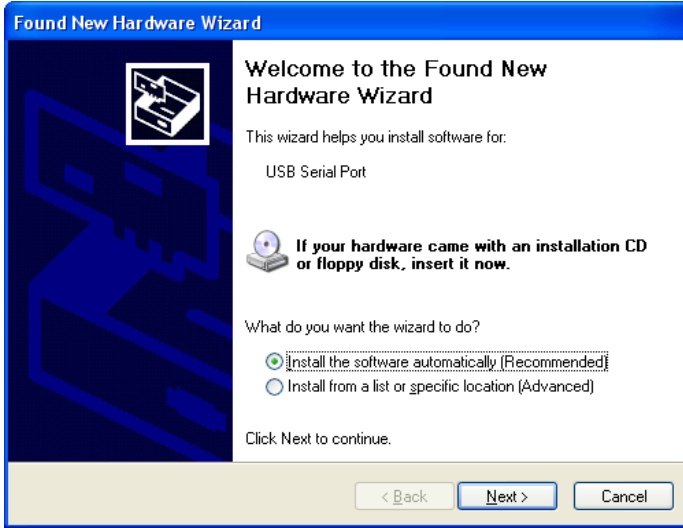 Found New Hardware Wizard
Welcome to the Found New
Hardware Wizard
This wizard helps you install software for:
USB Serial Port
If your hardware came with an installation CD
or floppy disk, insert it now.
What do you want the wizard to do?
Install the software automatically (Recommended)
Install from a list or specific location (Advanced)
Click Next to continue.
< Back
Next >
Cancel